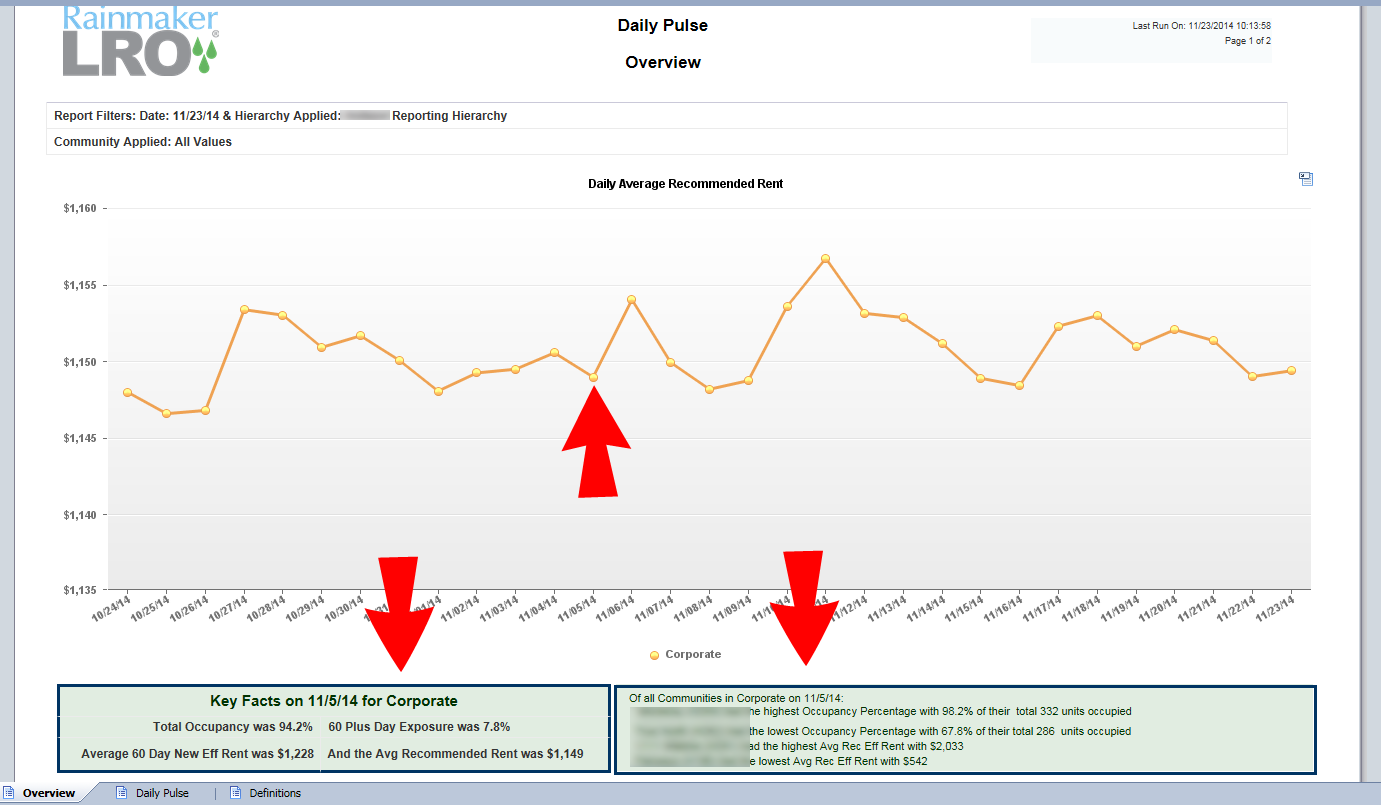 Rainmaker
LRO®
Daily Pulse
Overview
Last Run On: 11/23/2014 10:13:58
Page 1 of 2
Report Filters: Date: 11/23/14 & Hierarchy Applied: Reporting Hierarchy
Community Applied: All Values
Daily Average Recommended Rent
$1,160
$1,155
$1,150
$1,145
$1,140
$1,135
10/24/14
10/25/14
10/26/14
10/27/14
10/28/14
10/29/14
10/30/14
11/02/14
11/03/14
11/04/14
11/05/14
11/06/14
11/07/14
11/08/14
11/09/14
11/12/14
11/13/14
11/14/14
11/15/14
11/16/14
11/17/14
11/18/14
11/19/14
11/20/14
11/21/14
11/22/14
11/23/14
Corporate
Key Facts on 11/5/14 for Corporate
Total Occupancy was 94.2% 60 Plus Day Exposure was 7.8%
Average 60 Day New Eff Rent was $1,228 And the Avg Recommended Rent was $1,149
Of all Communities in Corporate on 11/5/14:
the highest Occupancy Percentage with 98.2% of their total 332 units occupied
the lowest Occupancy Percentage with 67.8% of their total 286 units occupied
had the highest Avg Rec Eff Rent with $2,033
lowest Avg Rec Eff Rent with $542
Overview
Daily Pulse
Definitions